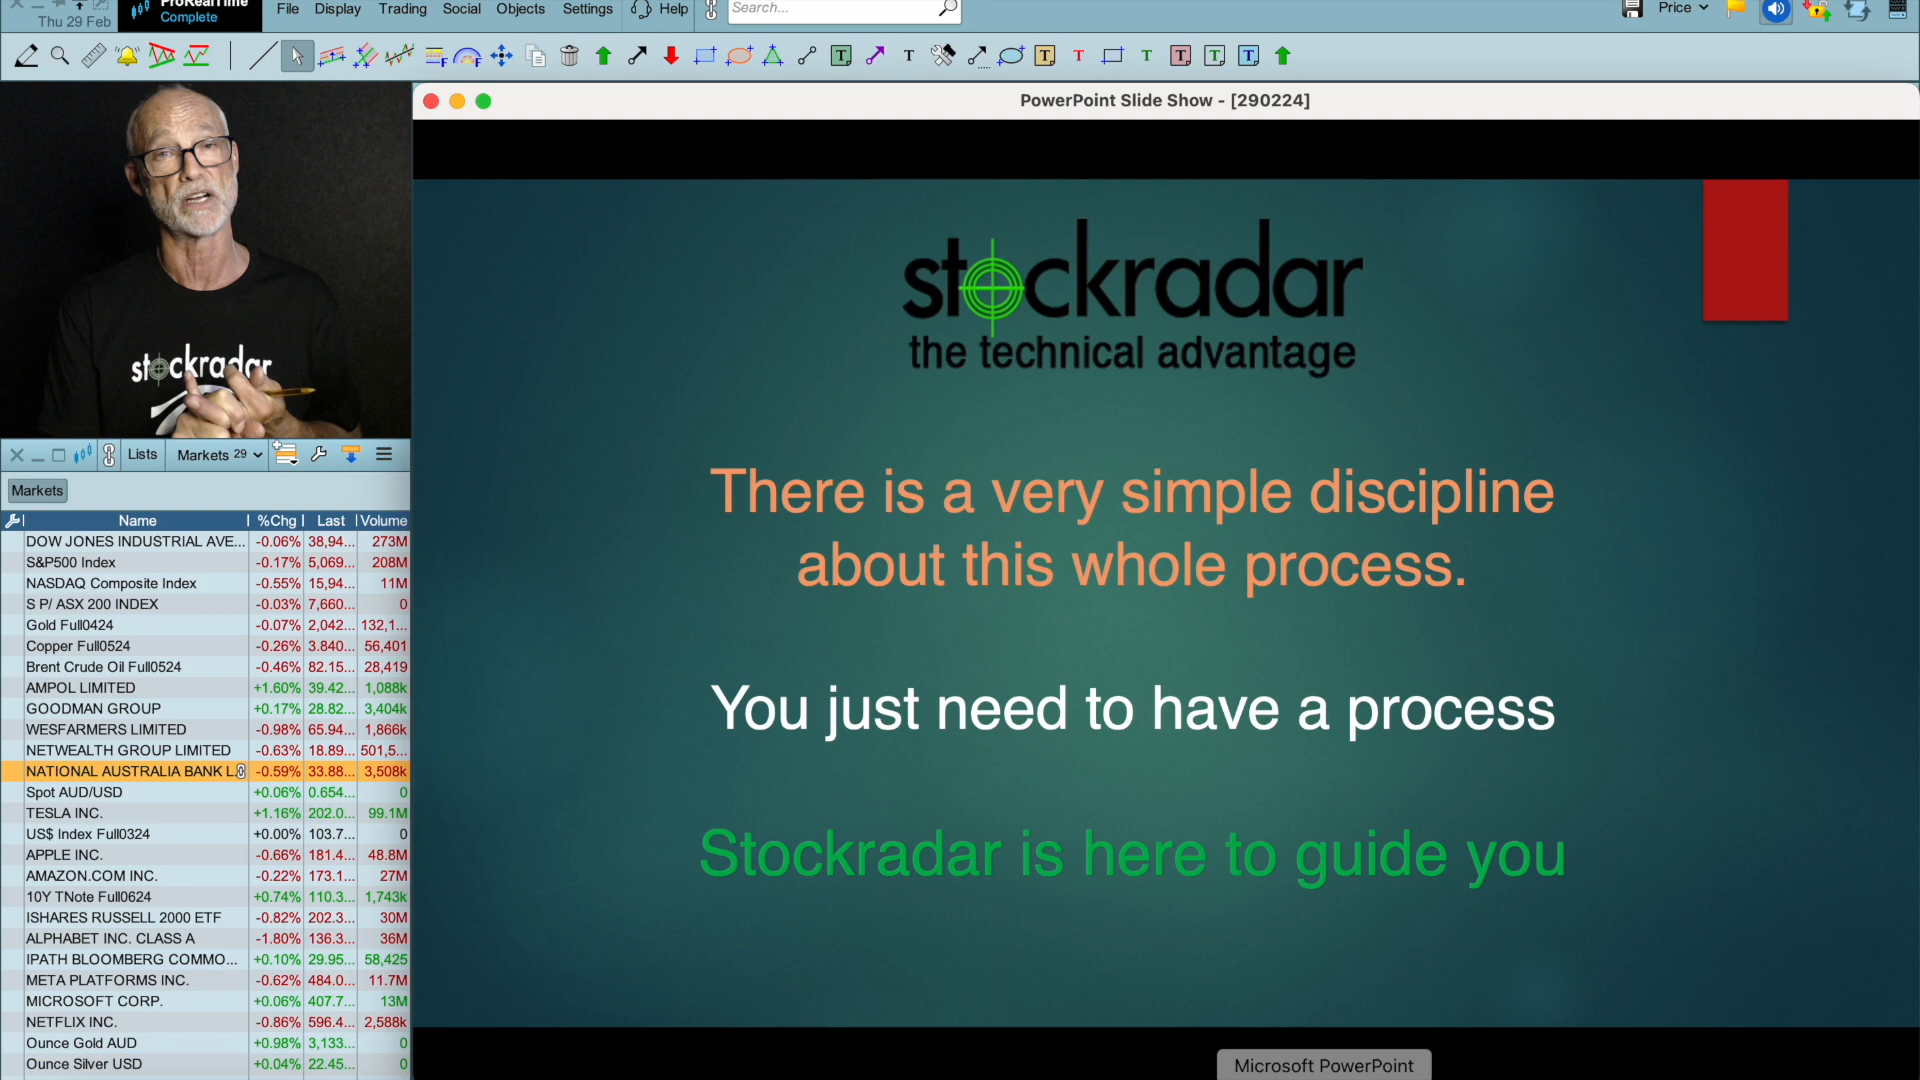 ProRealTime
Complete
Thu 29 Feb
File Display Trading Social Objects Settings Help
Search...
Price
PowerPoint Slide Show - [290224]
stockradar
the technical advantage
There is a very simple discipline
about this whole process.
You just need to have a process
Stockradar is here to guide you
Microsoft PowerPoint
stockradar
Lists Markets 29
Markets
Name %Chg Last Volume
DOW JONES INDUSTRIAL AVE... -0.06% 38,94... 273M
S&P500 Index -0.17% 5,069... 208M
NASDAQ Composite Index -0.55% 15,94... 11M
S P/ ASX 200 INDEX -0.03% 7,660... 0
Gold Full0424 -0.07% 2,042... 132,1...
Copper Full0524 -0.26% 3.840... 56,401
Brent Crude Oil Full0524 -0.46% 82.15... 28,419
AMPOL LIMITED +1.60% 39.42... 1,088k
GOODMAN GROUP +0.17% 28.82... 3,404k
WESFARMERS LIMITED -0.98% 65.94... 1,866k
NETWEALTH GROUP LIMITED -0.63% 18.89... 501,5...
NATIONAL AUSTRALIA BANK L. -0.59% 33.88... 3,508k
Spot AUD/USD +0.06% 0.654... 0
TESLA INC. +1.16% 202.0... 99.1M
US$ Index Full0324 +0.00% 103.7... 0
APPLE INC. -0.66% 181.4... 48.8M
AMAZON.COM INC. -0.22% 173.1... 27M
10Y TNote Full0624 +0.74% 110.3... 1,743k
ISHARES RUSSELL 2000 ETF -0.82% 202.3... 30M
ALPHABET INC. CLASS A -1.80% 136.3... 36M
IPATH BLOOMBERG COMMO... +0.10% 29.95... 58,425
META PLATFORMS INC. -0.62% 484.0... 11.7M
MICROSOFT CORP. +0.06% 407.7... 13M
NETFLIX INC. -0.86% 596.4... 2,588k
Ounce Gold AUD +0.98% 3,133... 0
Ounce Silver USD +0.04% 22.45... 0